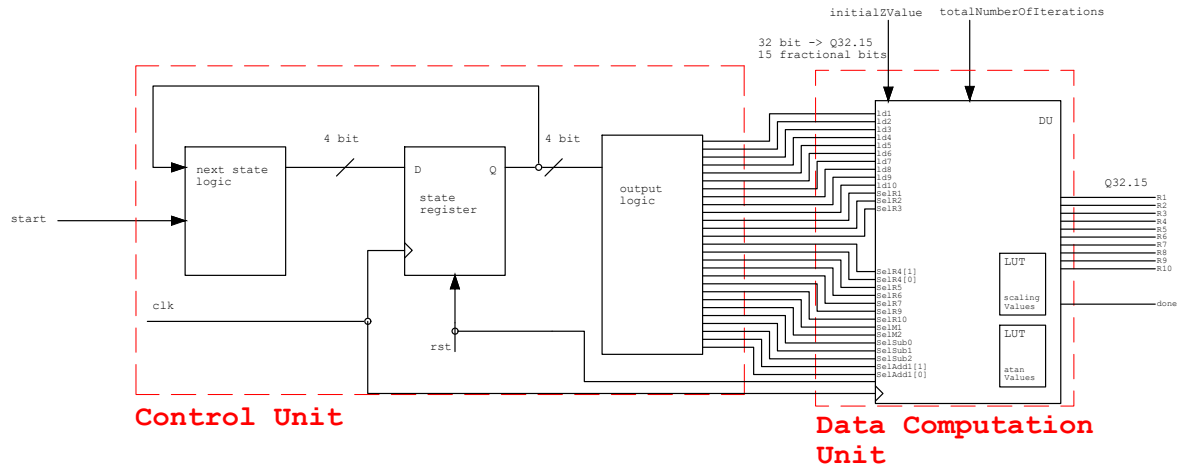 initialZValue
totalNumberOfIterations
32 bit -> Q32.15
15 fractional bits
4 bit
4 bit
next state
logic
D
Q
state
register
output
logic
start
clk
rst
ld1
ld2
ld3
ld4
ld5
ld6
ld7
ld8
ld9
ld10
SelR1
SelR2
SelR3
SelR4[1]
SelR4[0]
SelR5
SelR6
SelR7
SelR9
SelR10
SelM1
SelM2
SelSub0
SelSub1
SelSub2
SelAdd1[1]
SelAdd1[0]
DU
LUT
scaling
Values
LUT
atan
Values
Q32.15
R1
R2
R3
R4
R5
R6
R7
R8
R9
R10
done
Control Unit
Data Computation
Unit